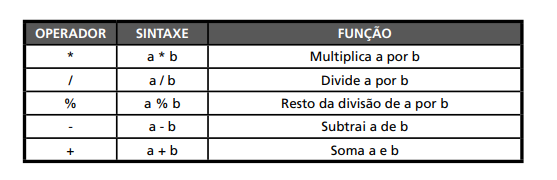 OPERADOR SINTAXE FUNÇÃO
* a * b Multiplica a por b
/ a / b Divide a por b
% a % b Resto da divisão de a por b
- a - b Subtrai a de b
+ a + b Soma a e b